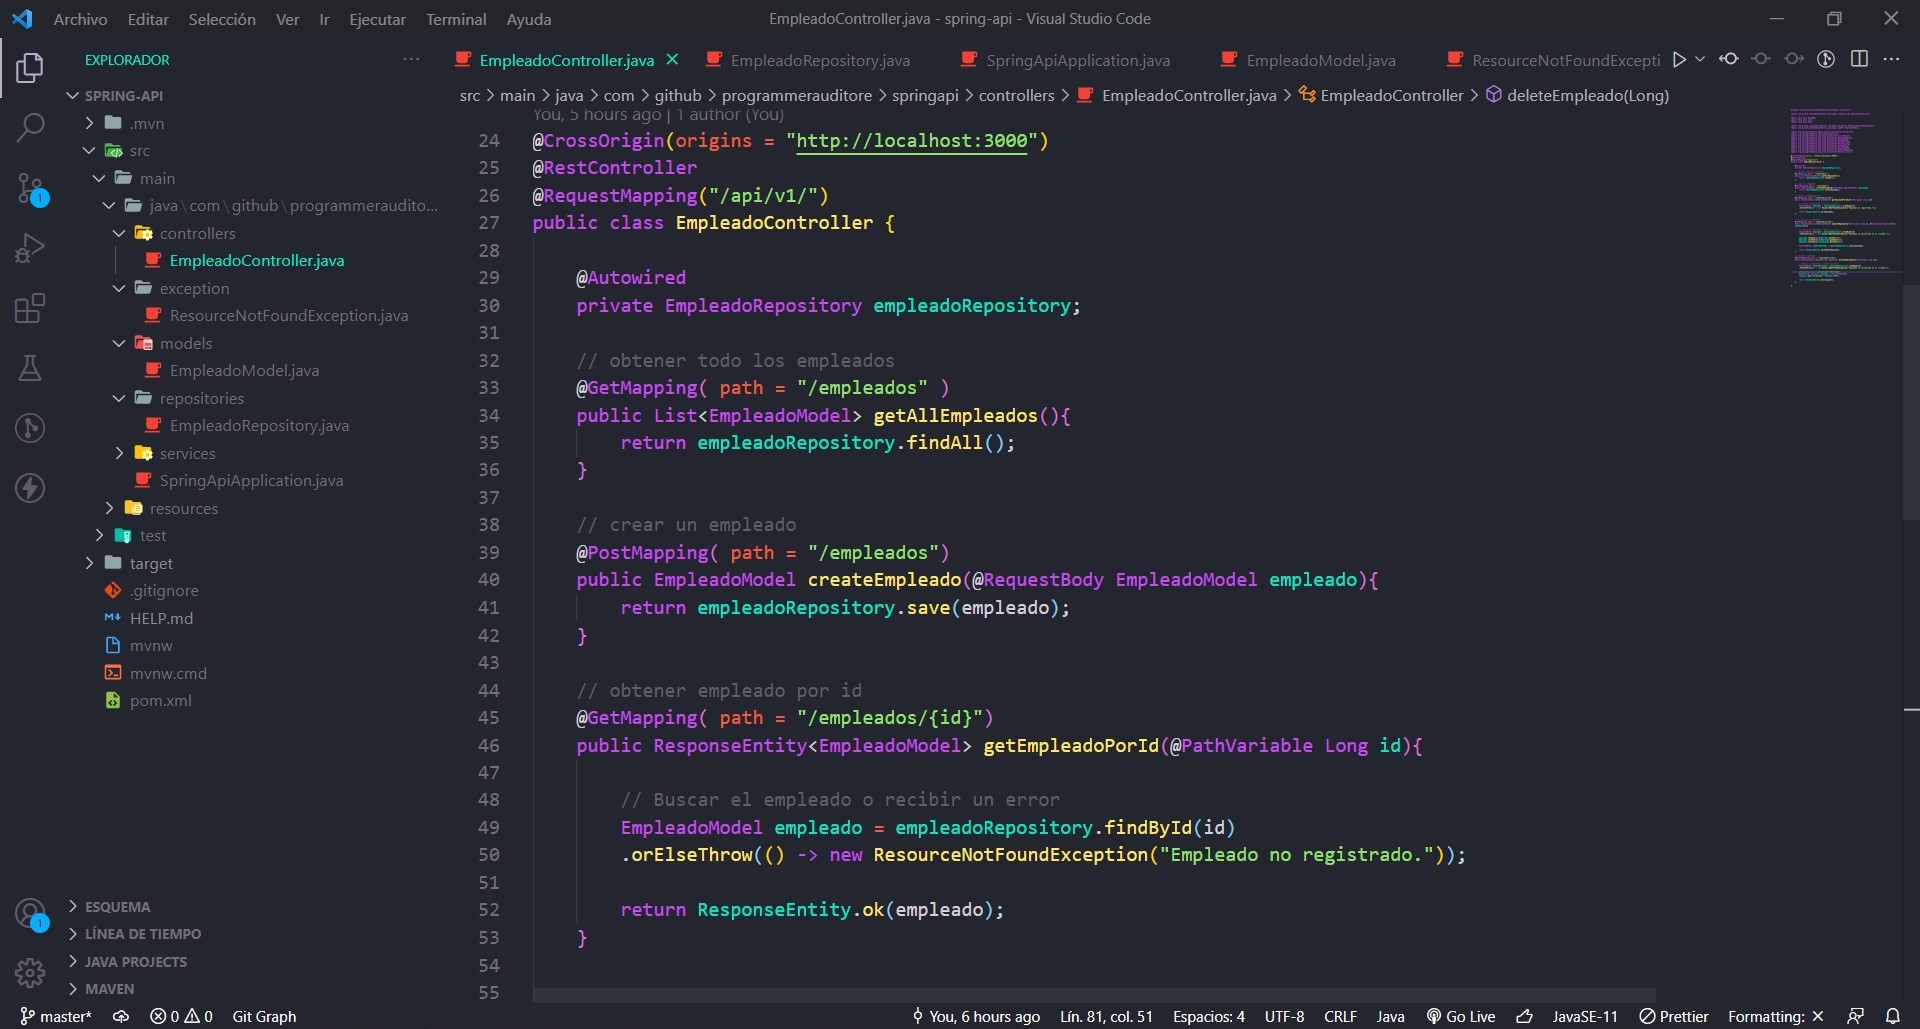 Archivo Editar Selección Ver Ir Ejecutar Terminal Ayuda
EmpleadoController.java - spring-api - Visual Studio Code
EXPLORADOR
SPRING-API
.mvn
src
main
java\com\github\programmeraudito...
controllers
EmpleadoController.java
exception
ResourceNotFoundException.java
models
EmpleadoModel.java
repositories
EmpleadoRepository.java
services
SpringApiApplication.java
resources
test
target
.gitignore
HELP.md
mvnw
mvnw.cmd
pom.xml
ESQUEMA
LÍNEA DE TIEMPO
JAVA PROJECTS
MAVEN
1
1
EmpleadoController.java EmpleadoRepository.java SpringApiApplication.java EmpleadoModel.java ResourceNotFoundExcepti
src > main > java > com > github > programmerauditore > springapi > controllers > EmpleadoController.java > EmpleadoController > deleteEmpleado(Long)
You, 5 hours ago | 1 author (You)
24 @CrossOrigin(origins = "http://localhost:3000")
25 @RestController
26 @RequestMapping("/api/v1/")
27 public class EmpleadoController {
28
29 @Autowired
30 private EmpleadoRepository empleadoRepository;
31
32 // obtener todo los empleados
33 @GetMapping( path = "/empleados" )
34 public List<EmpleadoModel> getAllEmpleados(){
35 return empleadoRepository.findAll();
36 }
37
38 // crear un empleado
39 @PostMapping( path = "/empleados")
40 public EmpleadoModel createEmpleado(@RequestBody EmpleadoModel empleado){
41 return empleadoRepository.save(empleado);
42 }
43
44 // obtener empleado por id
45 @GetMapping( path = "/empleados/{id}")
46 public ResponseEntity<EmpleadoModel> getEmpleadoPorId(@PathVariable Long id){
47
48 // Buscar el empleado o recibir un error
49 EmpleadoModel empleado = empleadoRepository.findById(id)
50 .orElseThrow(() -> new ResourceNotFoundException("Empleado no registrado."));
51
52 return ResponseEntity.ok(empleado);
53 }
54
55
master* 0 0 Git Graph You, 6 hours ago Lín. 81, col. 51 Espacios: 4 UTF-8 CRLF Java Go Live JavaSE-11 Prettier Formatting: ✕